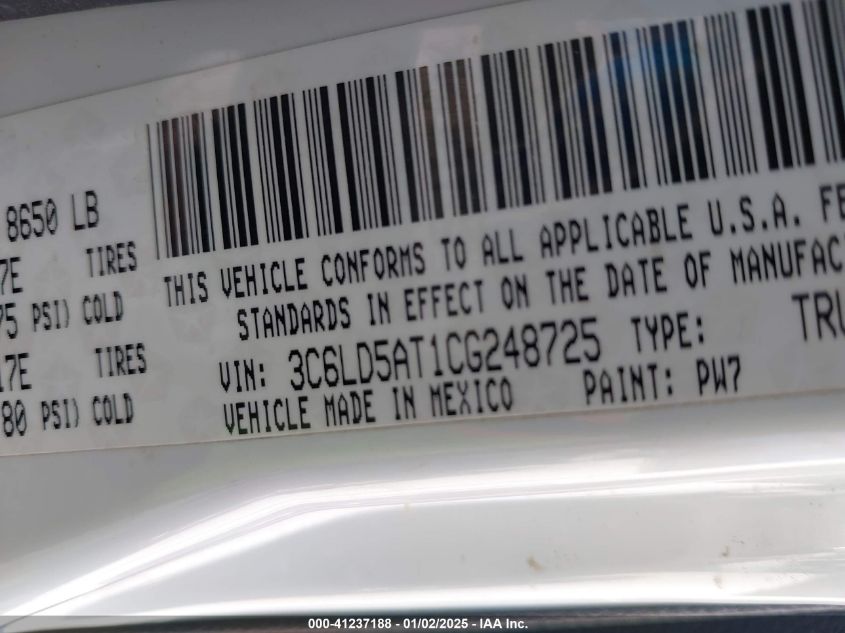 8650 LB
7E TIRES
75 PSI) COLD
17E TIRES
80 PSI) COLD
THIS VEHICLE CONFORMS TO ALL APPLICABLE U.S.A. FE
STANDARDS IN EFFECT ON THE DATE OF MANUFAC
VIN: 3C6LD5AT1CG248725 TYPE: TRU
VEHICLE MADE IN MEXICO PAINT: PW7
000-41237188 - 01/02/2025 - IAA Inc.